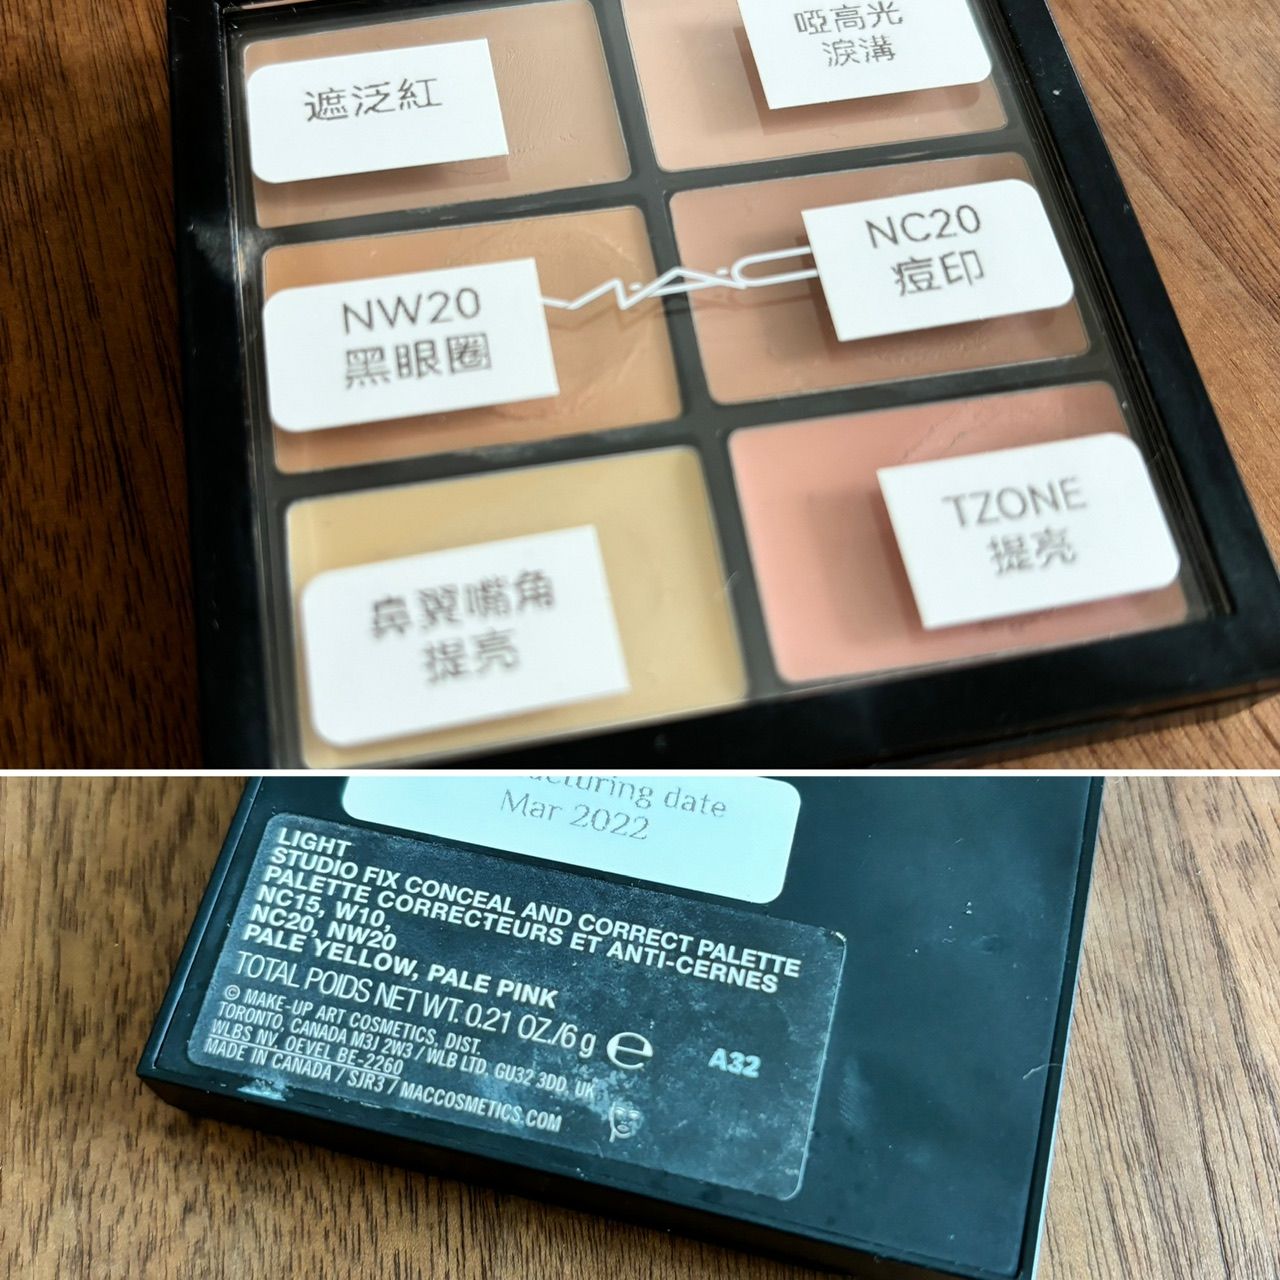 遮泛紅
啞高光
淚溝
NW20
黑眼圈
MAC
NC20
痘印
鼻翼嘴角
提亮
TZONE
提亮
date
Mar 2022
LIGHT
STUDIO FIX CONCEAL AND CORRECT PALETTE
PALETTE CORRECTEURS ET ANTI-CERNES
NC15, W10,
NC20, NW20
PALE YELLOW, PALE PINK
TOTAL POIDS NET WT. 0.21 OZ./6 g e
© MAKE-UP ART COSMETICS, DIST.
TORONTO, CANADA M3J 2W3 / WLB LTD. GU32 3DD, UK
WLBS NV. OEVEL BE-2260
MADE IN CANADA / SJR3 / MACCOSMETICS.COM
A32